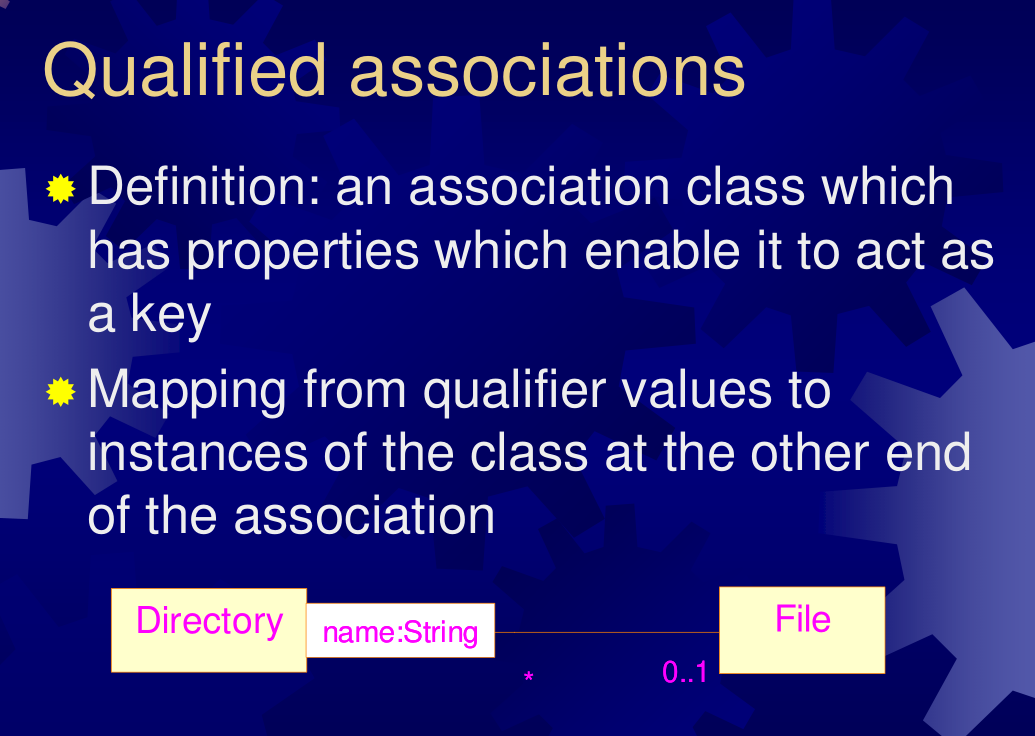 Qualified associations
Definition: an association class which
has properties which enable it to act as
a key
Mapping from qualifier values to
instances of the class at the other end
of the association
Directory
name:String
File
*
0..1